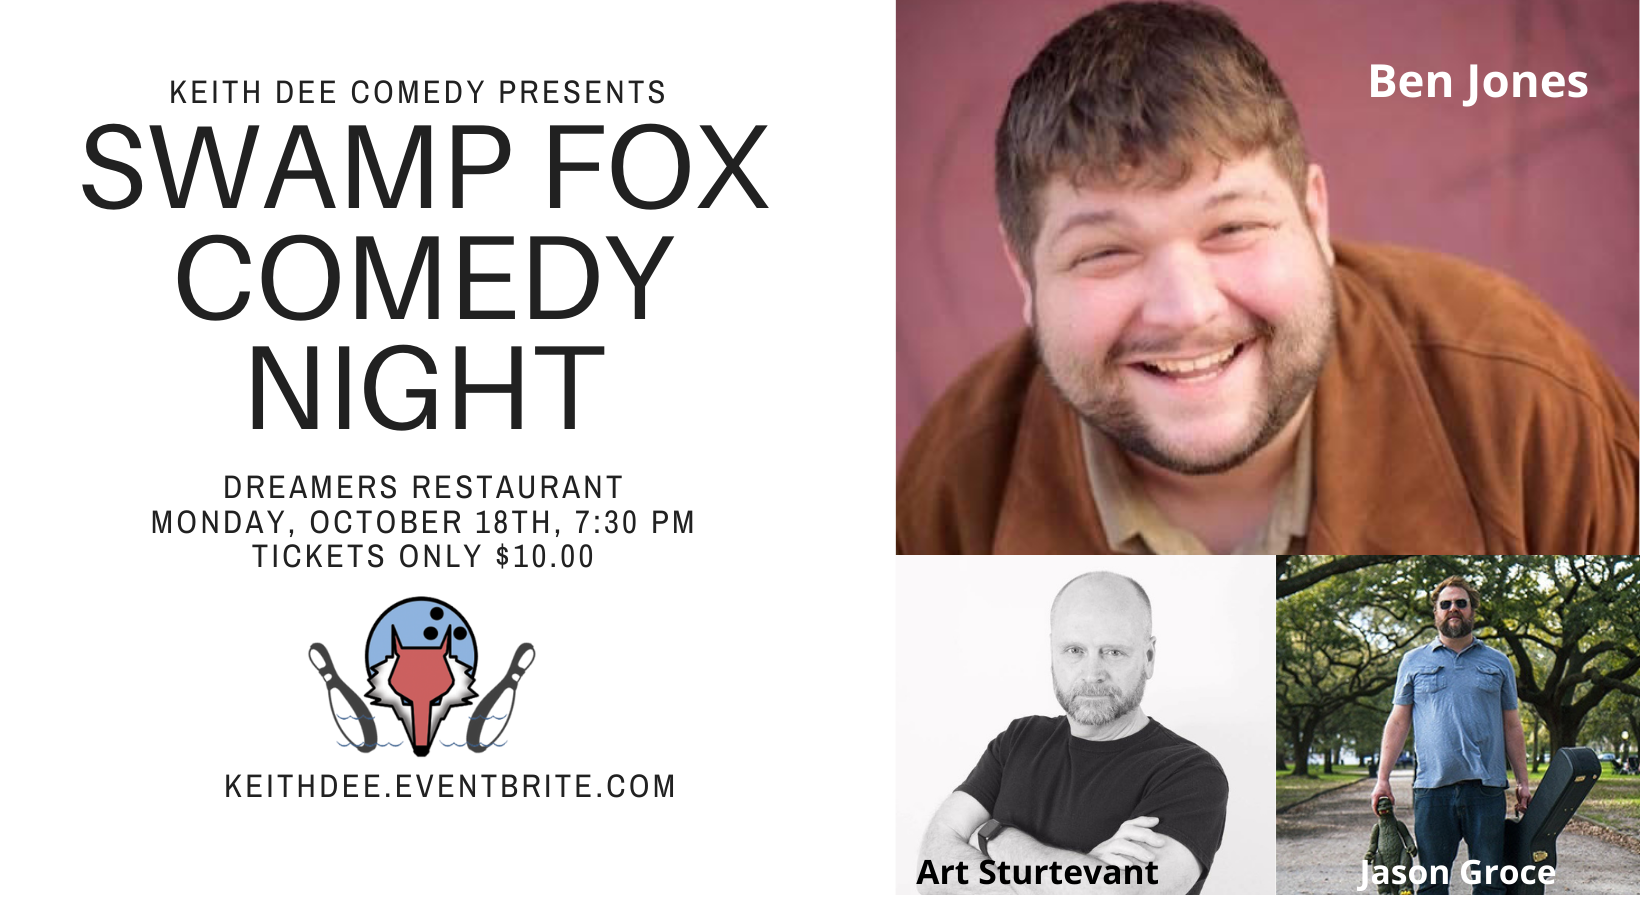 KEITH DEE COMEDY PRESENTS
SWAMP FOX
COMEDY
NIGHT
DREAMERS RESTAURANT
MONDAY, OCTOBER 18TH, 7:30 PM
TICKETS ONLY $10.00
KEITHDEE.EVENTBRITE.COM
Ben Jones
Art Sturtevant
Jason Groce